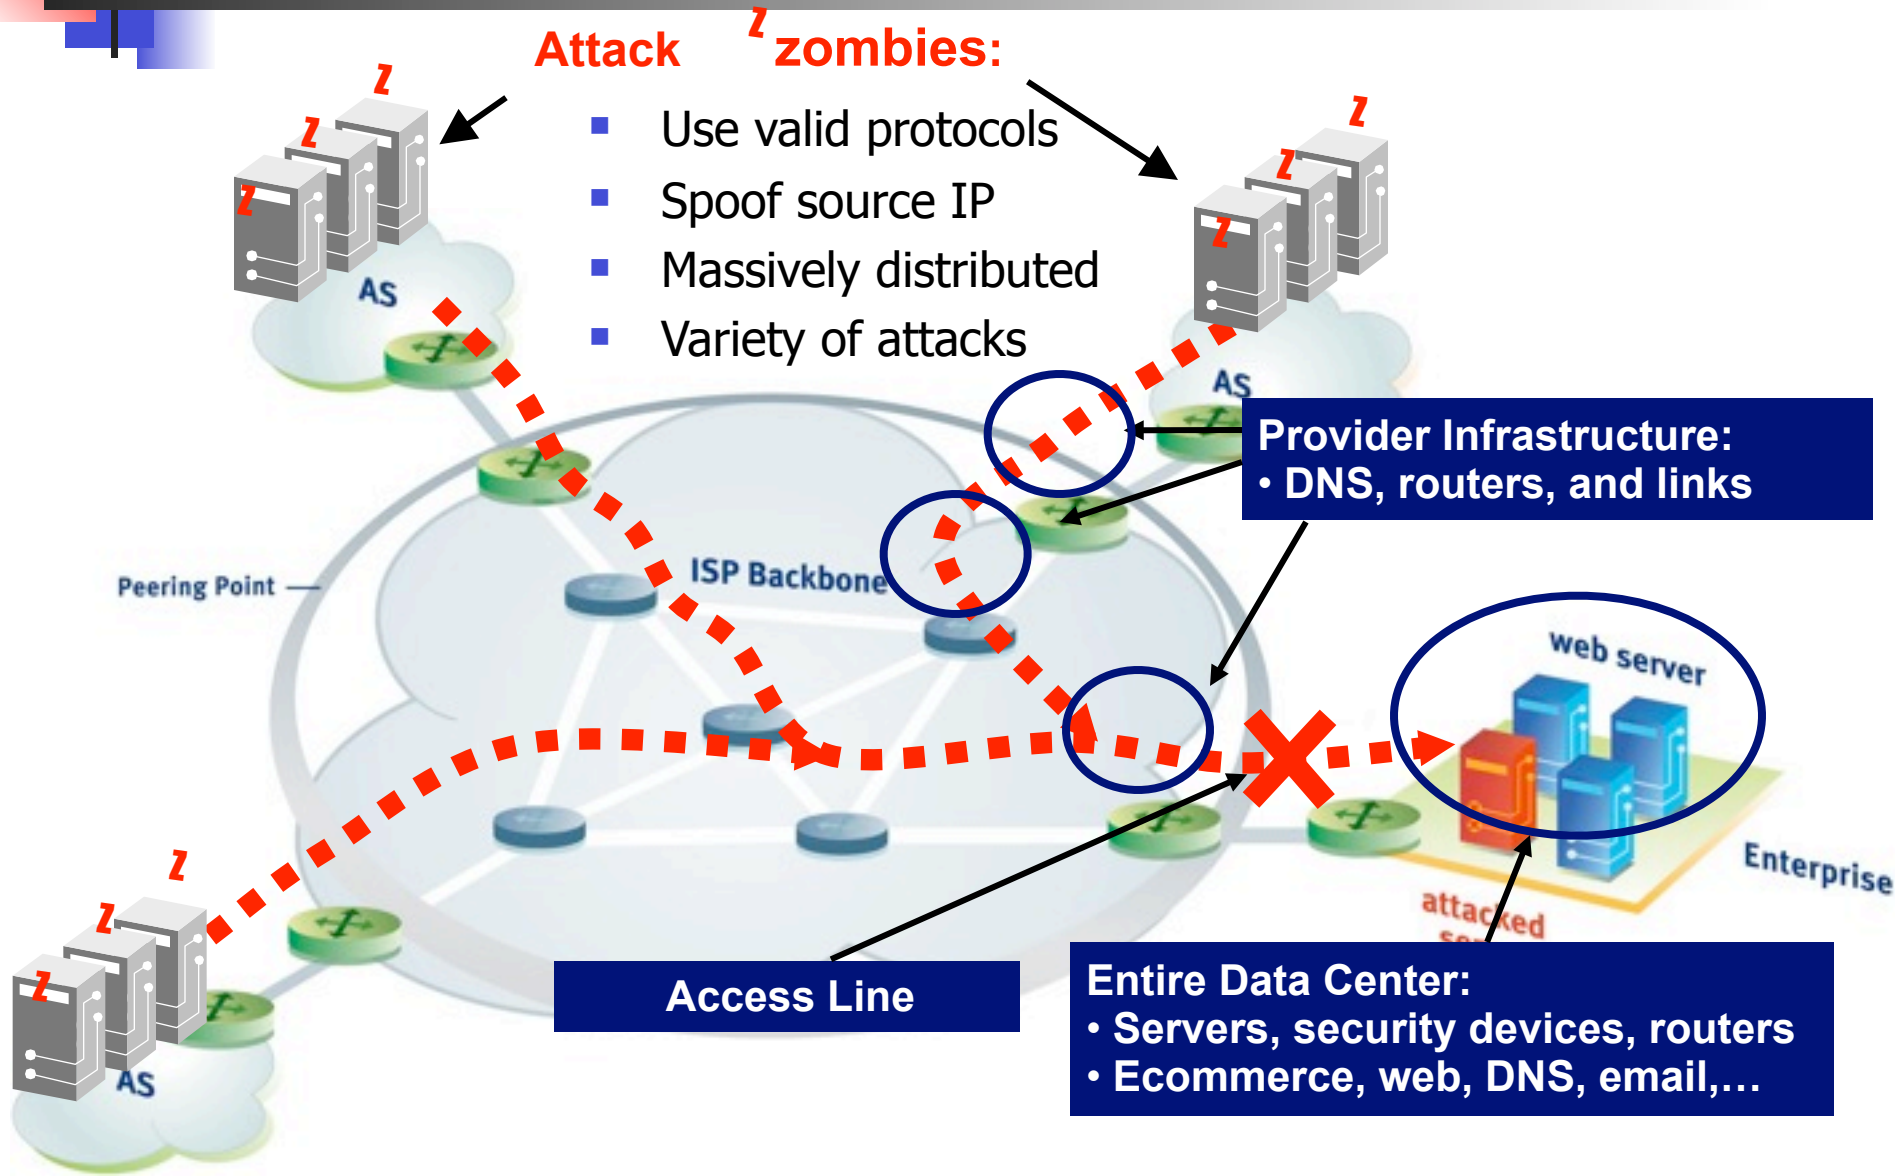 Attack z zombies:
▪ Use valid protocols
▪ Spoof source IP
▪ Massively distributed
▪ Variety of attacks
z
z
z
z
z
z
AS
AS
Provider Infrastructure:
• DNS, routers, and links
ISP Backbone
Peering Point
web server
Enterprise
attacked
z
z
z
AS
Access Line
Entire Data Center:
• Servers, security devices, routers
• Ecommerce, web, DNS, email,...